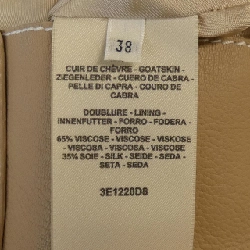 38
CUIR DE CHÈVRE - GOATSKIN -
ZIEGENLEDER - CUERO DE CABRA -
PELLE DI CAPRA - COURO DE
CABRA
DOUBLURE - LINING -
INNENFUTTER - FORRO - FODERA -
FORRO
65% VISCOSE - VISCOSE - VISKOSE
- VISCOSA - VISCOSA - VISCOSE
35% SOIE - SILK - SEIDE - SEDA -
SETA - SEDA
3E1220D8